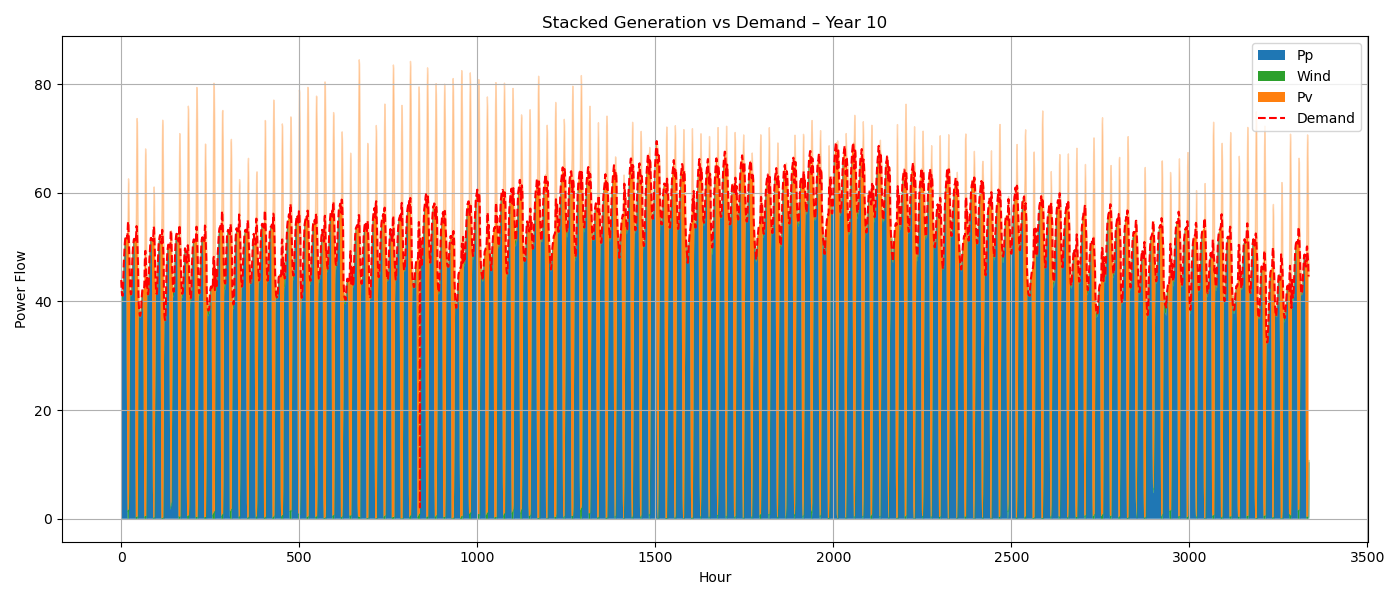 Stacked Generation vs Demand – Year 10
Pp
Wind
Pv
Demand
Power Flow
80
60
40
20
0
0 500 1000 1500 2000 2500 3000 3500
Hour